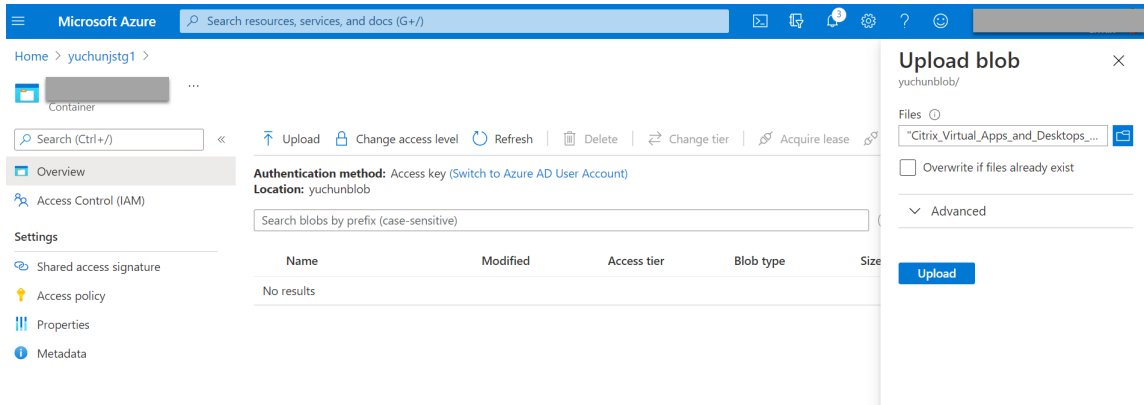 Microsoft Azure
Search resources, services, and docs (G+/)
3
Home > yuchunjstg1 >
...
Container
Search (Ctrl+/)
«
Overview
Access Control (IAM)
Settings
Shared access signature
Access policy
Properties
Metadata
Upload
Change access level
Refresh
Delete
Change tier
Acquire lease
Authentication method: Access key (Switch to Azure AD User Account)
Location: yuchunblob
Search blobs by prefix (case-sensitive)
Name Modified Access tier Blob type Size
No results
Upload blob
yuchunblob/
Files
"Citrix_Virtual_Apps_and_Desktops_...
Overwrite if files already exist
Advanced
Upload